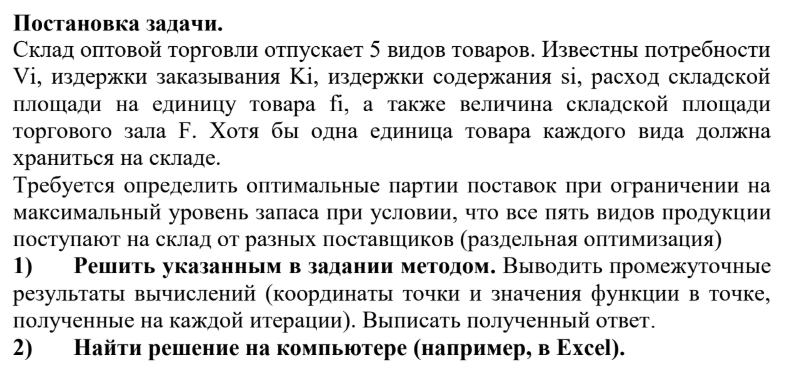 Постановка задачи.
Склад оптовой торговли отпускает 5 видов товаров. Известны потребности
Vi, издержки заказывания Ki, издержки содержания si, расход складской
площади на единицу товара fi, а также величина складской площади
торгового зала F. Хотя бы одна единица товара каждого вида должна
храниться на складе.
Требуется определить оптимальные партии поставок при ограничении на
максимальный уровень запаса при условии, что все пять видов продукции
поступают на склад от разных поставщиков (раздельная оптимизация)
1) Решить указанным в задании методом. Выводить промежуточные
результаты вычислений (координаты точки и значения функции в точке,
полученные на каждой итерации). Выписать полученный ответ.
2) Найти решение на компьютере (например, в Excel).